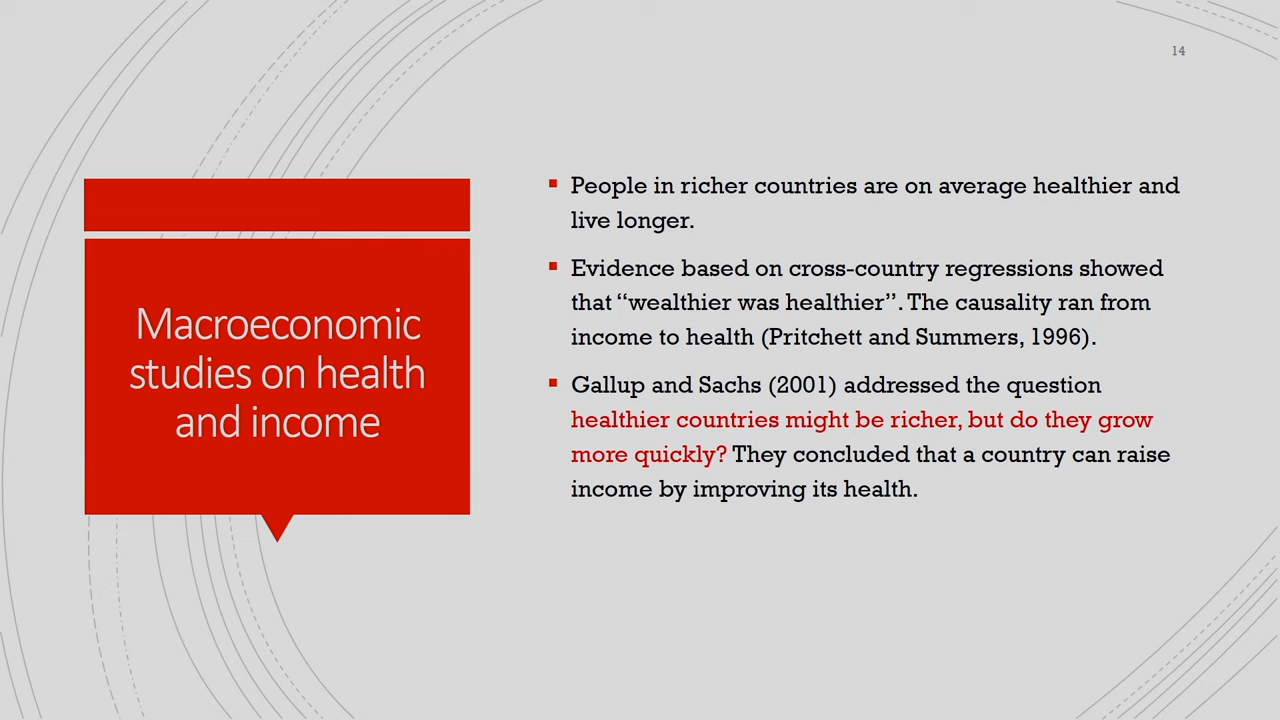 14
Macroeconomic
studies on health
and income
People in richer countries are on average healthier and
live longer.
Evidence based on cross-country regressions showed
that “wealthier was healthier”. The causality ran from
income to health (Pritchett and Summers, 1996).
Gallup and Sachs (2001) addressed the question
healthier countries might be richer, but do they grow
more quickly? They concluded that a country can raise
income by improving its health.